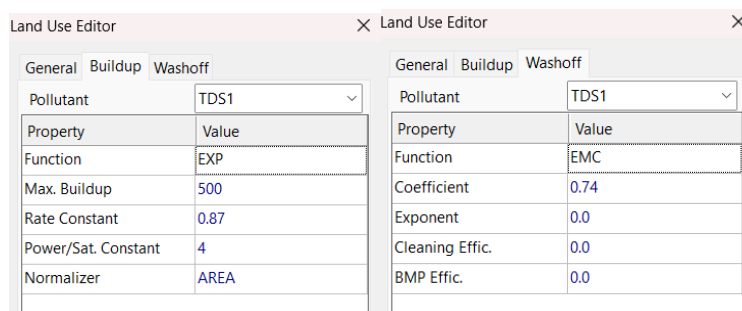 Land Use Editor
General Buildup Washoff
Pollutant TDS1
Property Value
Function EXP
Max. Buildup 500
Rate Constant 0.87
Power/Sat. Constant 4
Normalizer AREA
Land Use Editor
General Buildup Washoff
Pollutant TDS1
Property Value
Function EMC
Coefficient 0.74
Exponent 0.0
Cleaning Effic. 0.0
BMP Effic. 0.0